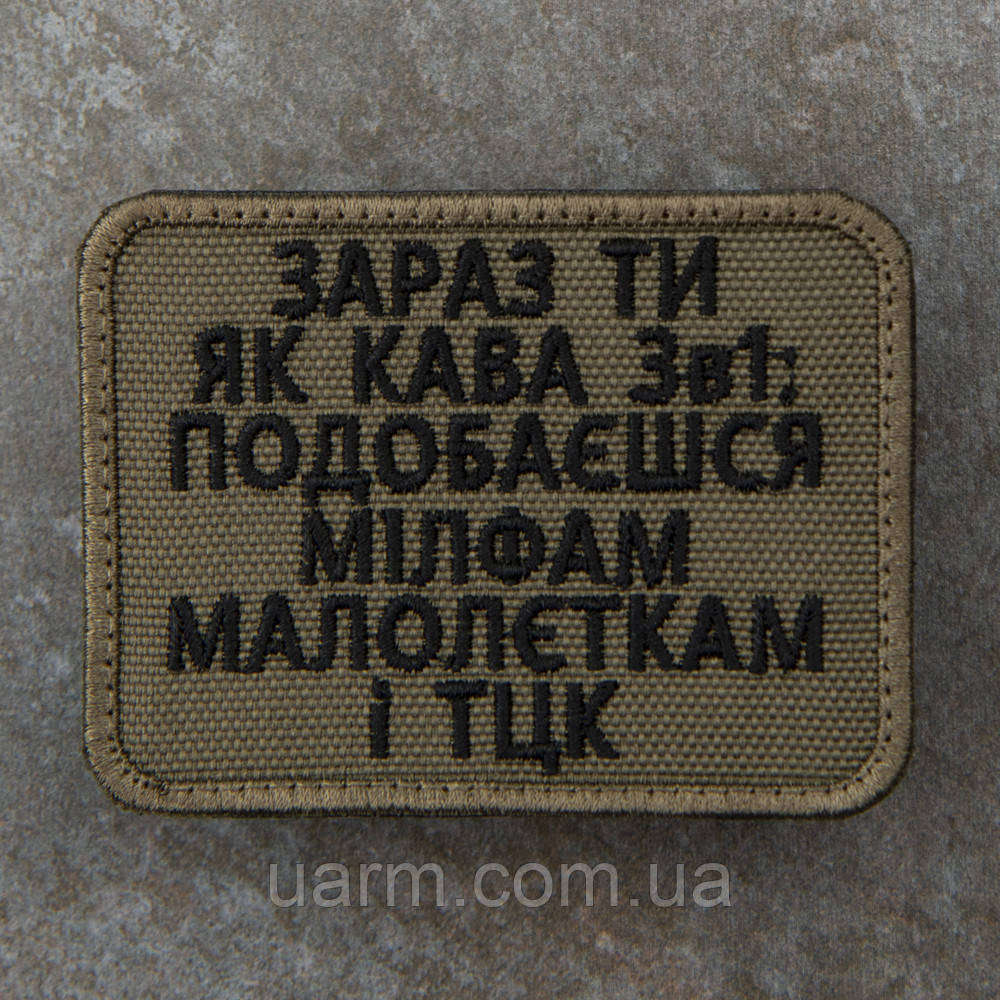 ЗАРАЗ ТИ
ЯК КАВА 3в1:
ПОДОБАЄШСЯ
МІЛФАМ
МАЛОЛЄТКАМ
і ТЦК
uarm.com.ua